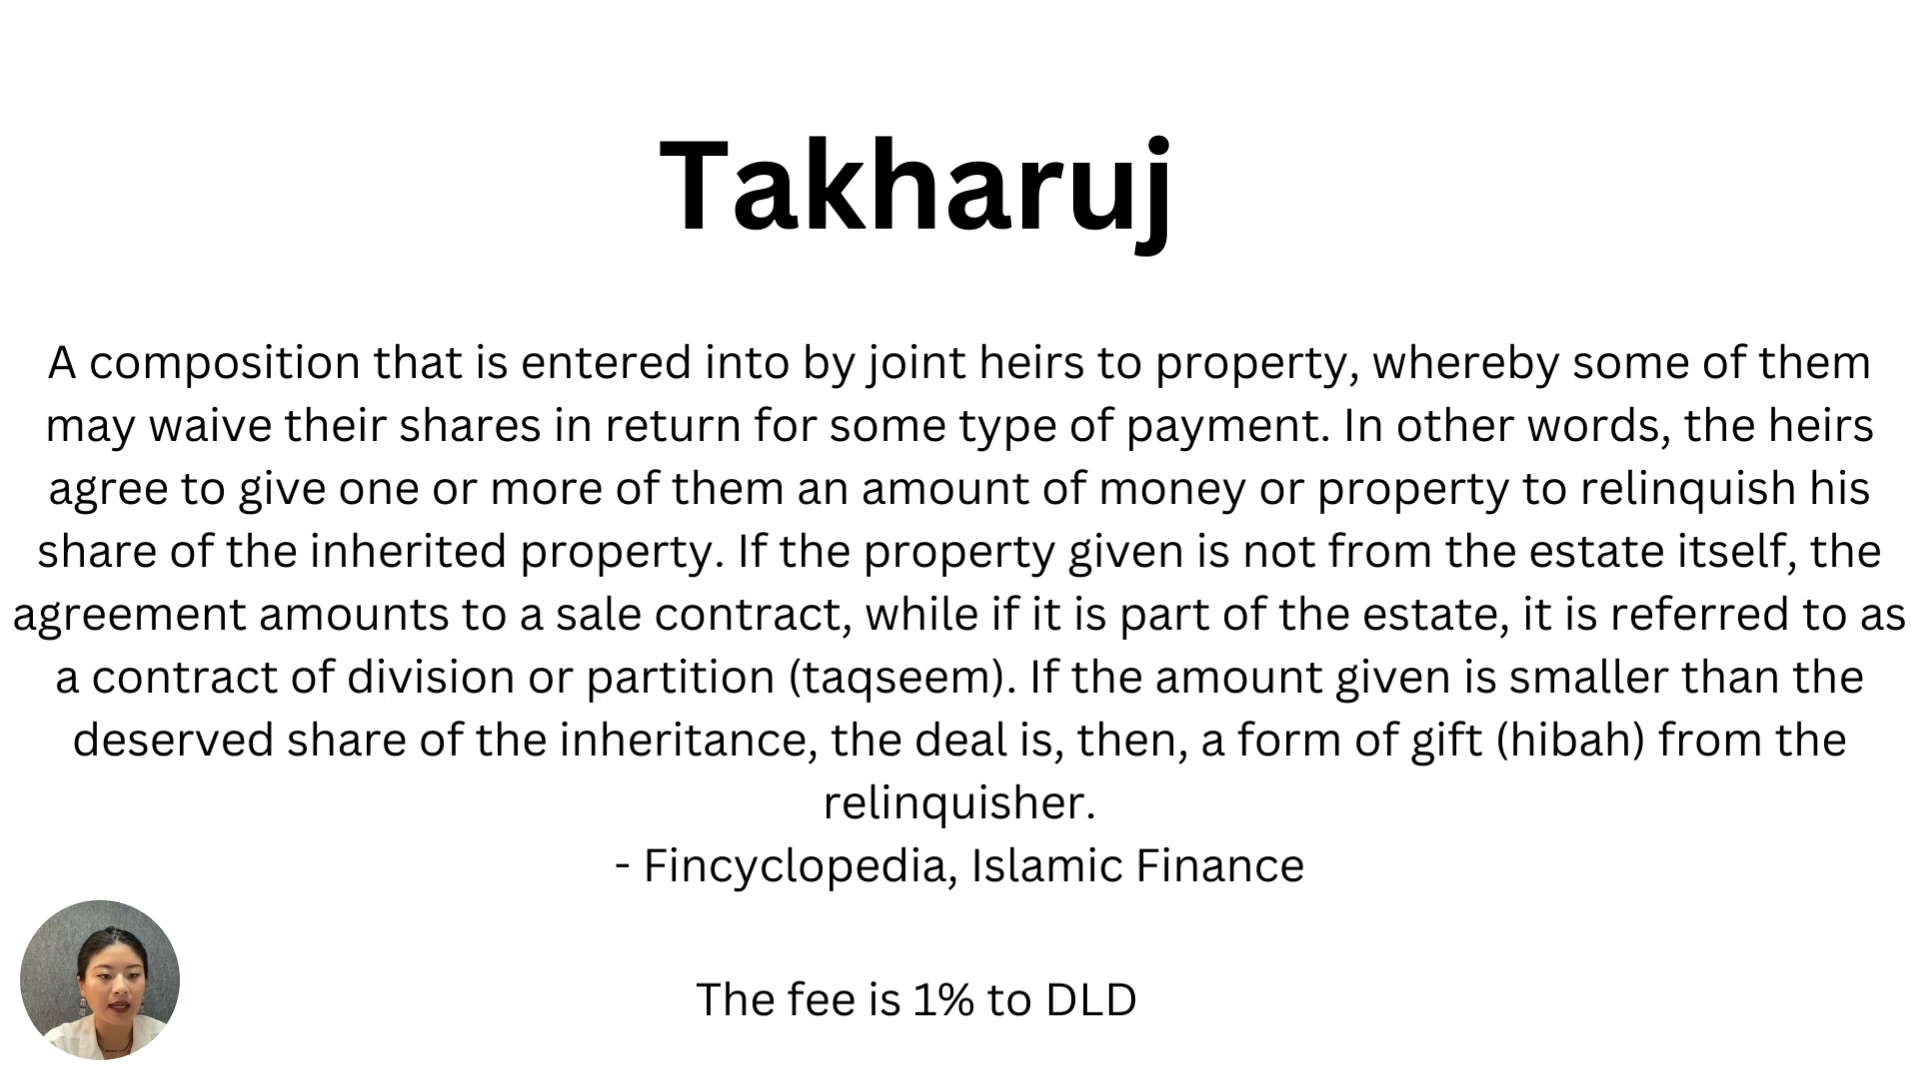 Takharuj
A composition that is entered into by joint heirs to property, whereby some of them
may waive their shares in return for some type of payment. In other words, the heirs
agree to give one or more of them an amount of money or property to relinquish his
share of the inherited property. If the property given is not from the estate itself, the
agreement amounts to a sale contract, while if it is part of the estate, it is referred to as
a contract of division or partition (taqseem). If the amount given is smaller than the
deserved share of the inheritance, the deal is, then, a form of gift (hibah) from the
relinquisher.
- Fincyclopedia, Islamic Finance
The fee is 1% to DLD